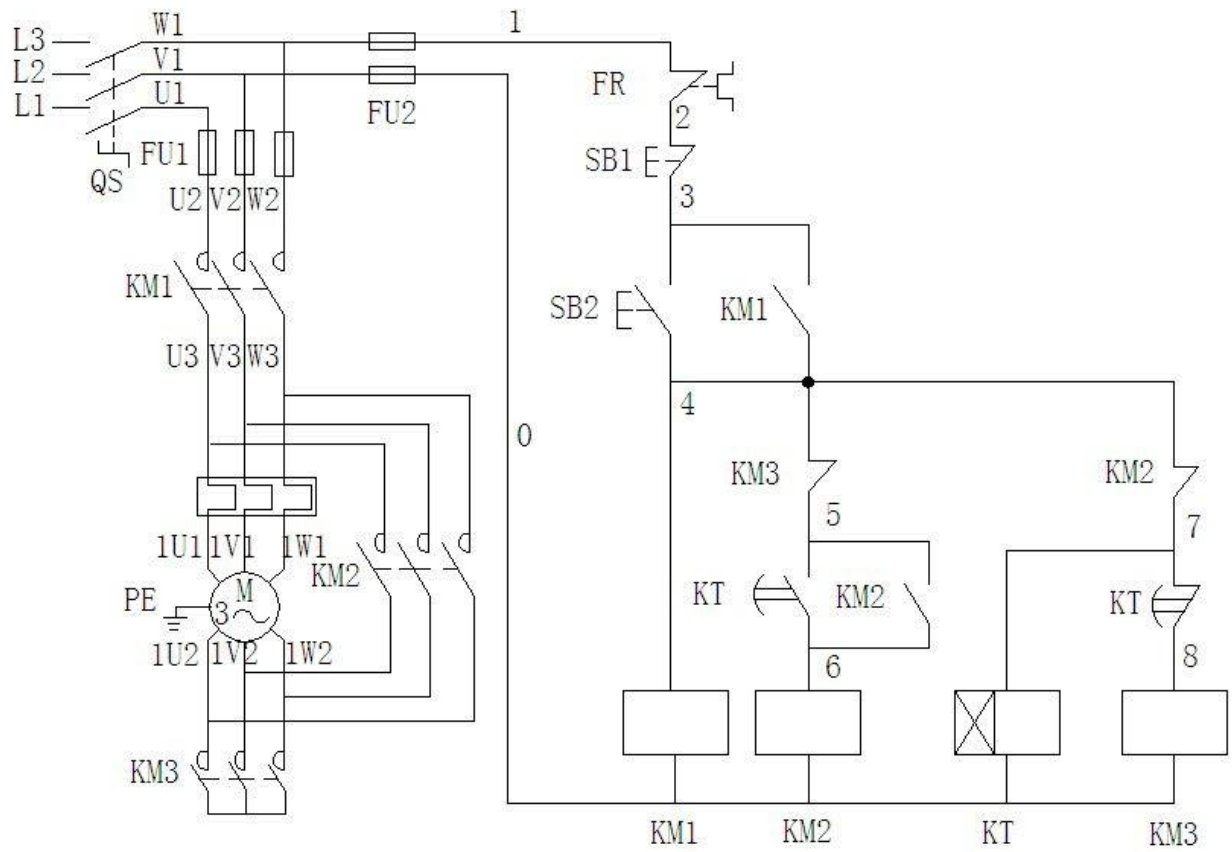 L3 W1 1
L2 V1
L1 U1
FU2 FR
2
FU1 SB1
QS
U2 V2 W2 3
KM1 SB2 KM1
U3 V3 W3
4
0
KM3 KM2
5 7
1U1 1V1 1W1
KM2
PE M KT KM2 KT
3
1U2 1V2 1W2 6 8
KM3
KM1 KM2 KT KM3